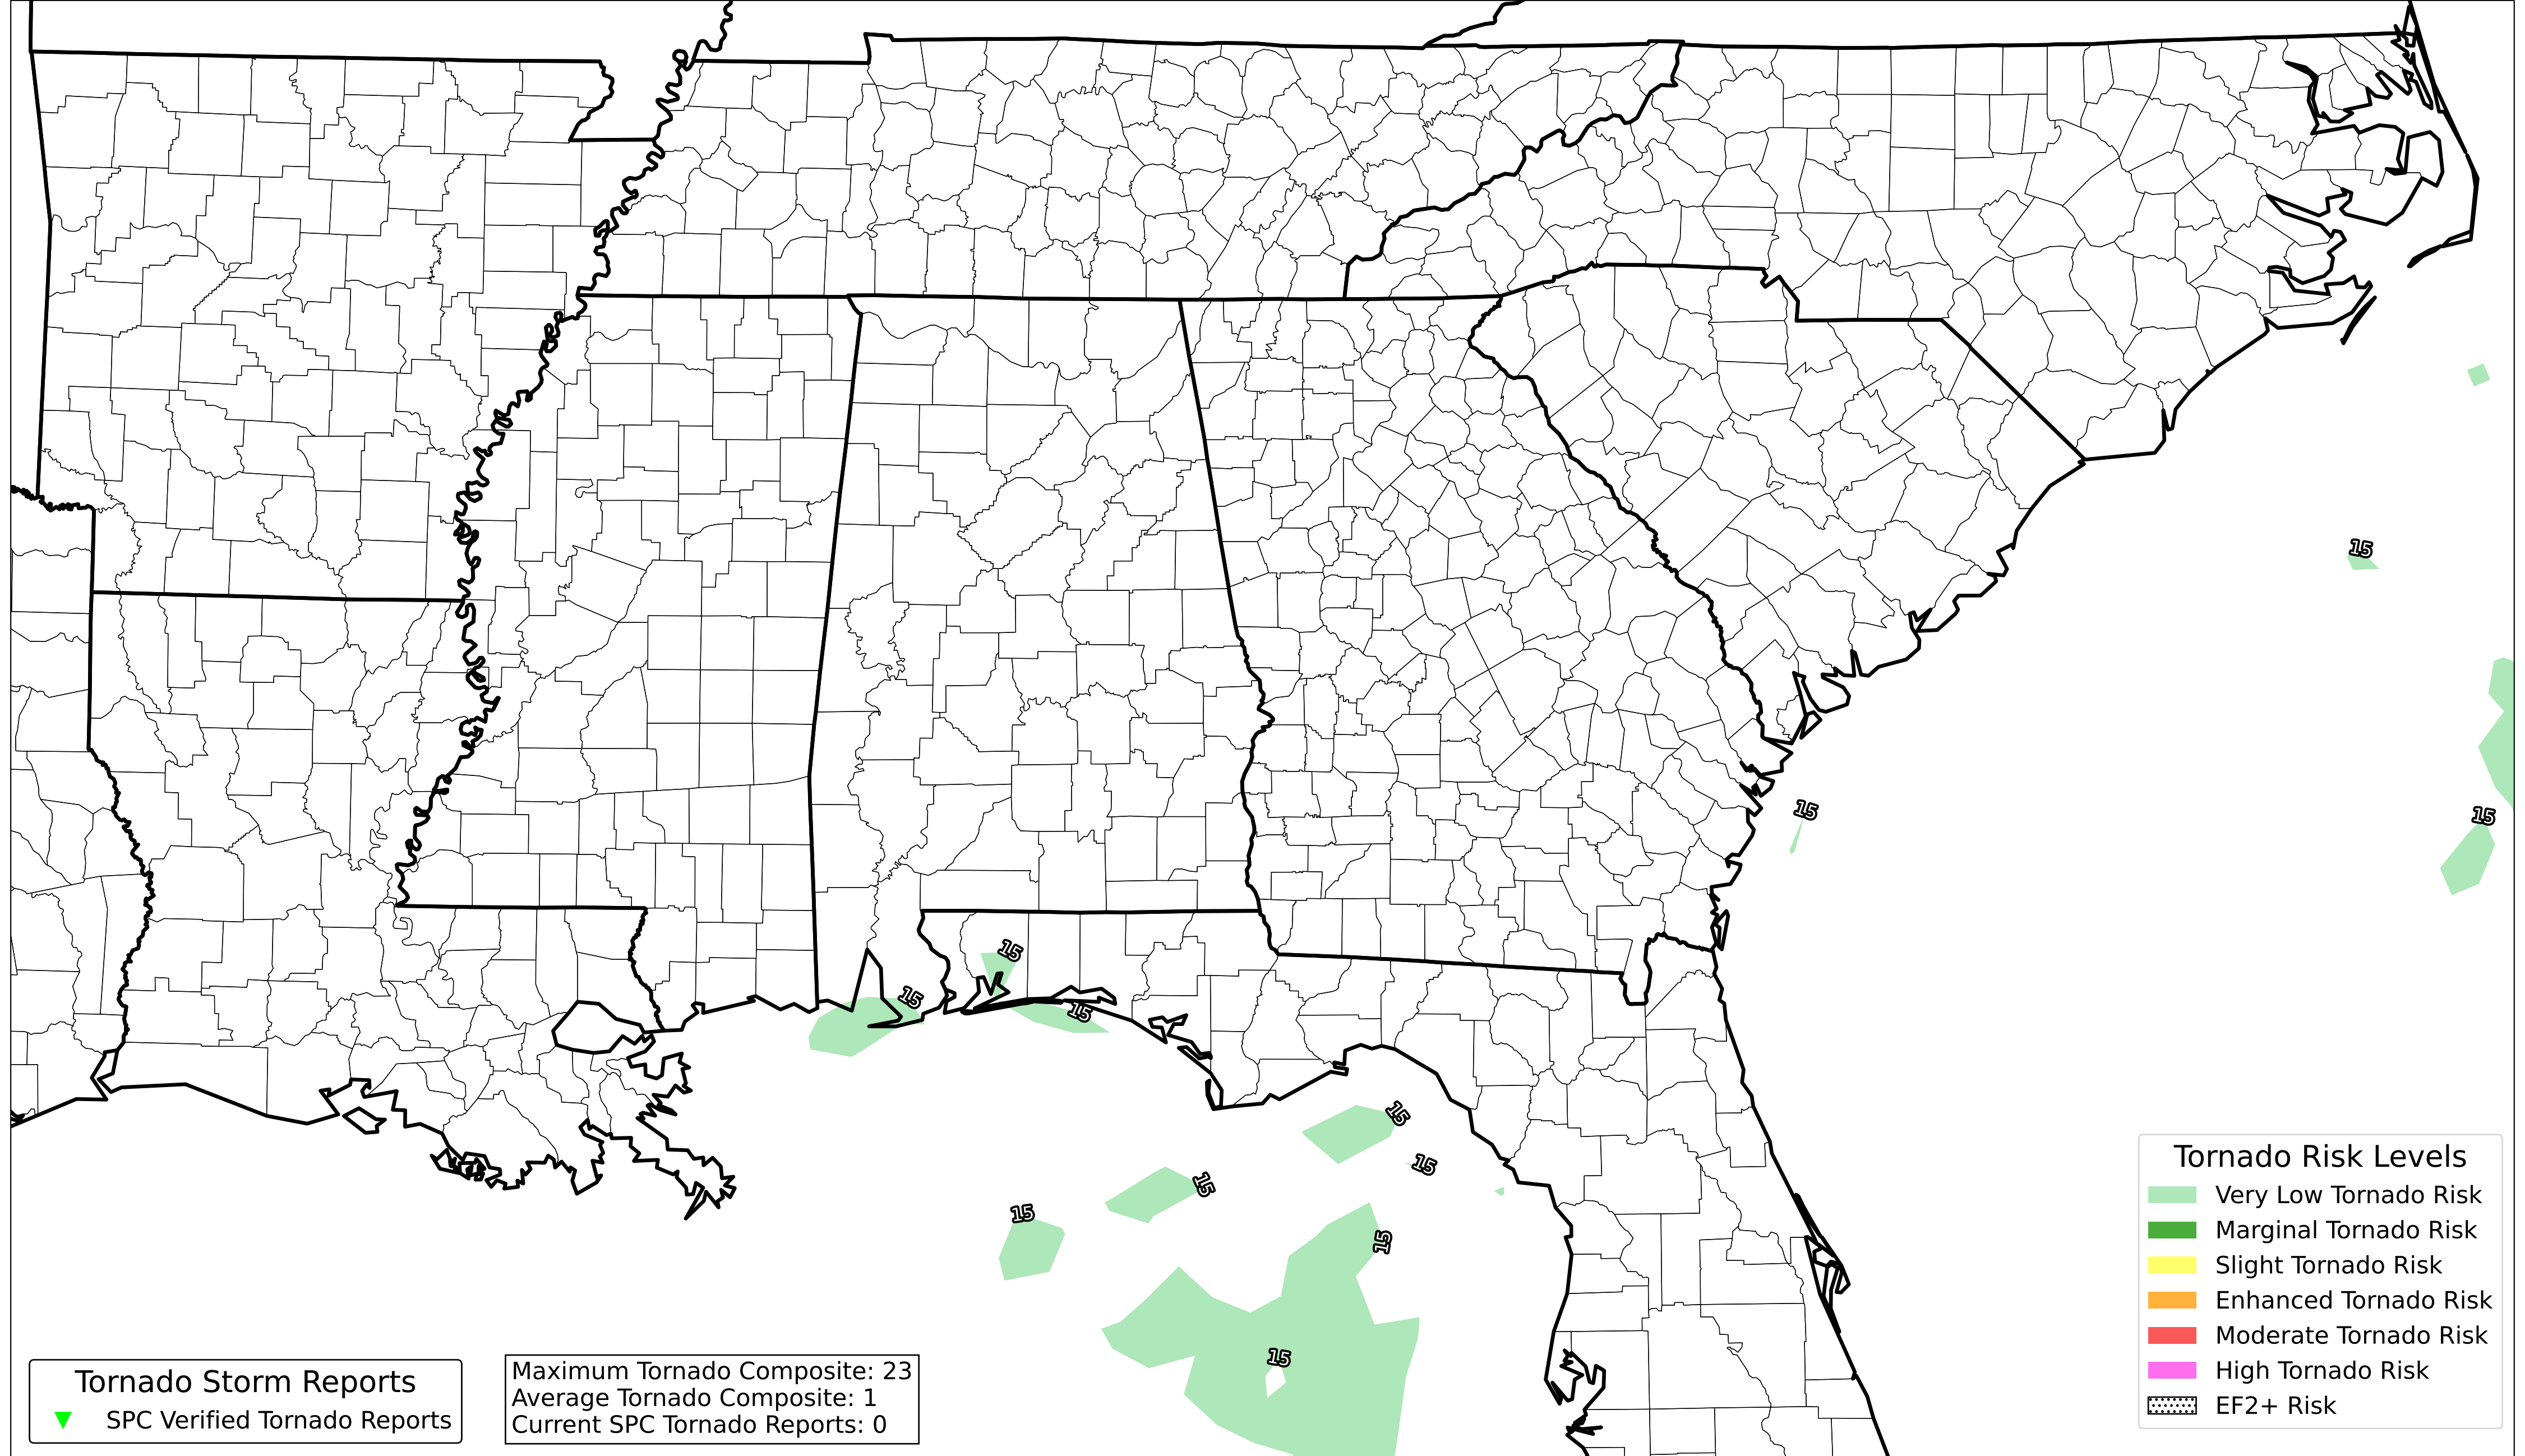 15
15
15
15
15
15
15
15
15
15
15
15
Tornado Risk Levels
Very Low Tornado Risk
Marginal Tornado Risk
Slight Tornado Risk
Enhanced Tornado Risk
Moderate Tornado Risk
High Tornado Risk
EF2+ Risk
Tornado Storm Reports
SPC Verified Tornado Reports
Maximum Tornado Composite: 23
Average Tornado Composite: 1
Current SPC Tornado Reports: 0